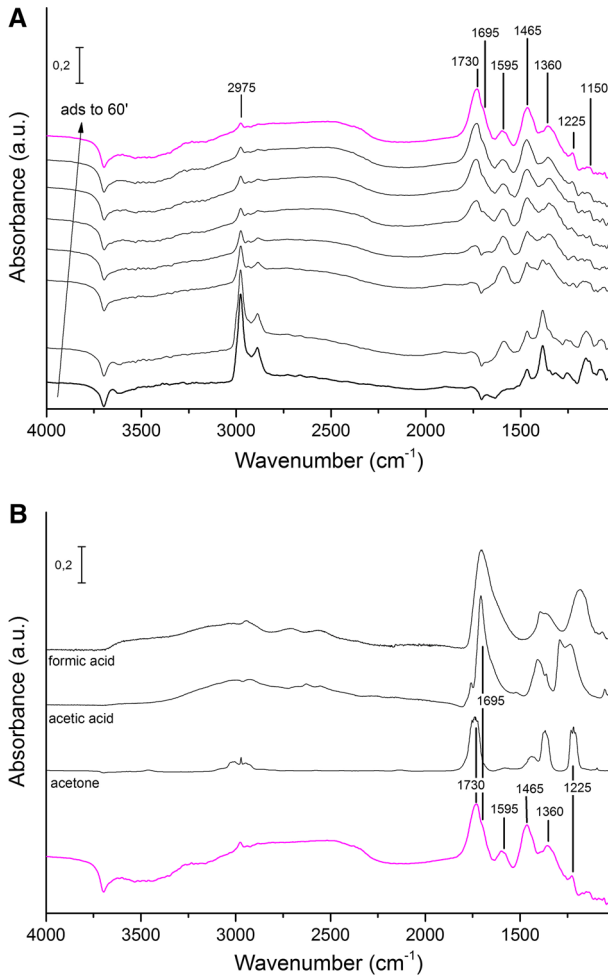 A
0,2
ads to 60'
2975
1730
1695
1595
1465
1360
1225
1150
Absorbance (a.u.)
4000 3500 3000 2500 2000 1500
Wavenumber (cm-1)
B
0,2
formic acid
acetic acid
1695
acetone
1730
1595
1465
1360
1225
Absorbance (a.u.)
4000 3500 3000 2500 2000 1500
Wavenumber (cm-1)